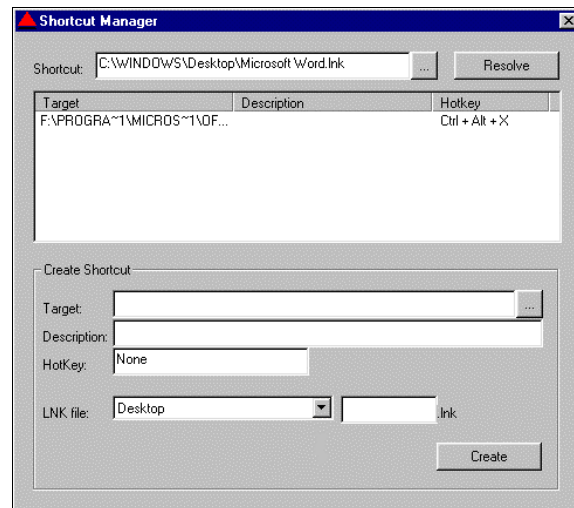 Shortcut Manager
Shortcut: C:\WINDOWS\Desktop\Microsoft Word.lnk ... Resolve
Target Description Hotkey
F:\PROGRA~1\MICROS~1\OF... Ctrl + Alt + X
Create Shortcut
Target: ...
Description:
HotKey: None
LNK file: Desktop .lnk
Create